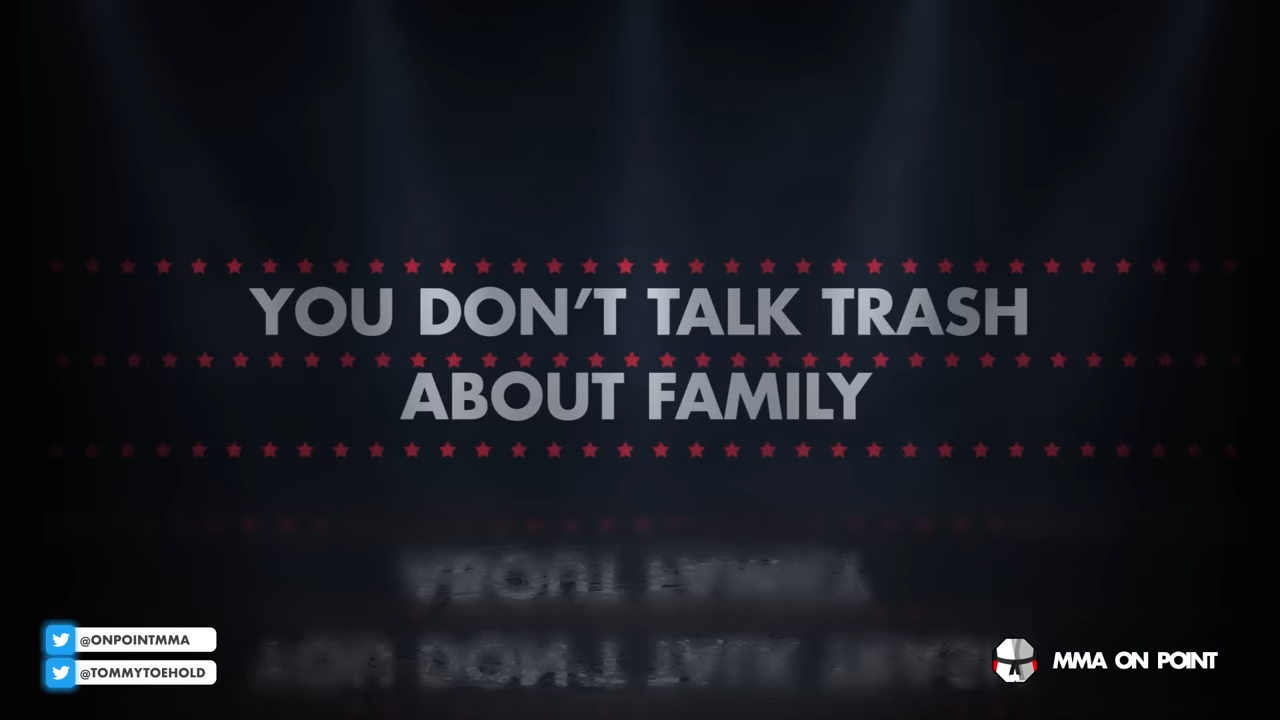 YOU DON'T TALK TRASH
ABOUT FAMILY
@ONPOINTMMA
@TOMMYTOEHOLD
MMA ON POINT